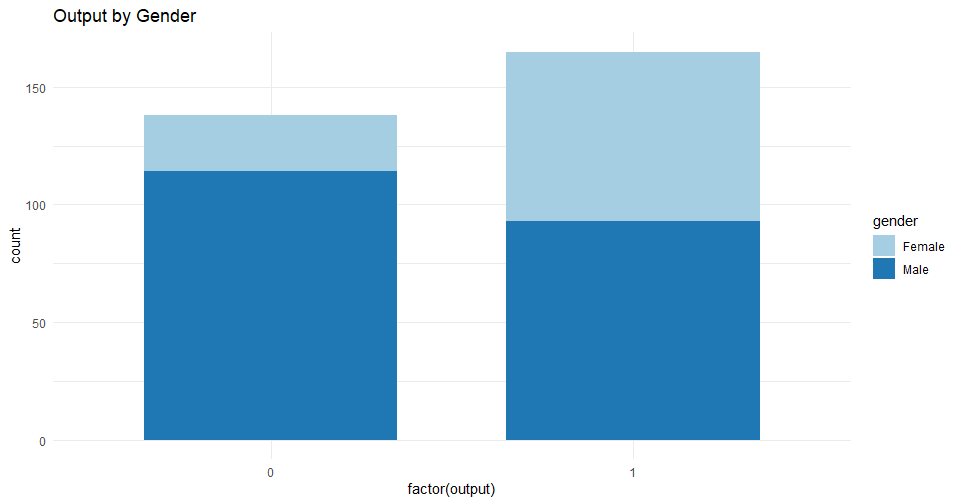 Output by Gender
150
100
50
0
count
0
1
factor(output)
gender
Female
Male